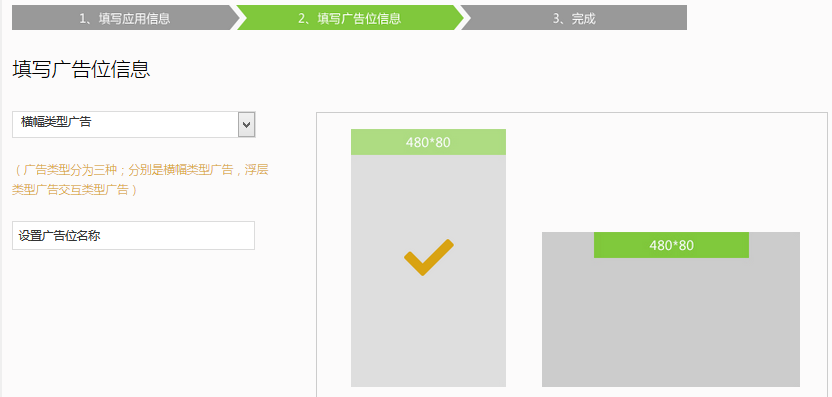 1、填写应用信息
2、填写广告位信息
3、完成
填写广告位信息
横幅类型广告
（广告类型分为三种；分别是横幅类型广告，浮层
类型广告交互类型广告）
设置广告位名称
480*80
480*80